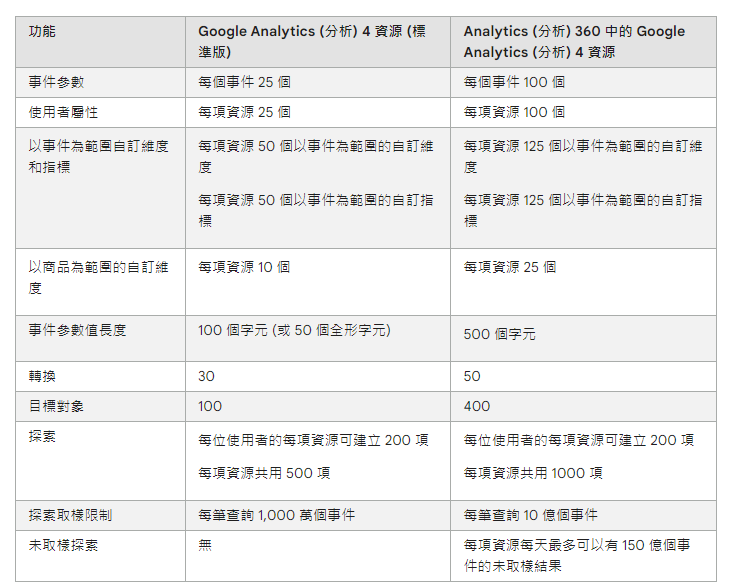 功能
Google Analytics (分析) 4 資源 (標
準版)
Analytics (分析) 360 中的 Google
Analytics (分析) 4 資源
事件參數
每個事件 25 個
每個事件 100 個
使用者屬性
每項資源 25 個
每項資源 100 個
以事件為範圍自訂維度
和指標
每項資源 50 個以事件為範圍的自訂維
度
每項資源 50 個以事件為範圍的自訂指
標
每項資源 125 個以事件為範圍的自訂維
度
每項資源 125 個以事件為範圍的自訂指
標
以商品為範圍的自訂維
度
每項資源 10 個
每項資源 25 個
事件參數值長度
100 個字元 (或 50 個全形字元)
500 個字元
轉換
30
50
目標對象
100
400
探索
每位使用者的每項資源可建立 200 項
每項資源共用 500 項
每位使用者的每項資源可建立 200 項
每項資源共用 1000 項
探索取樣限制
每筆查詢 1,000 萬個事件
每筆查詢 10 億個事件
未取樣探索
無
每項資源每天最多可以有 150 億個事
件的未取樣結果